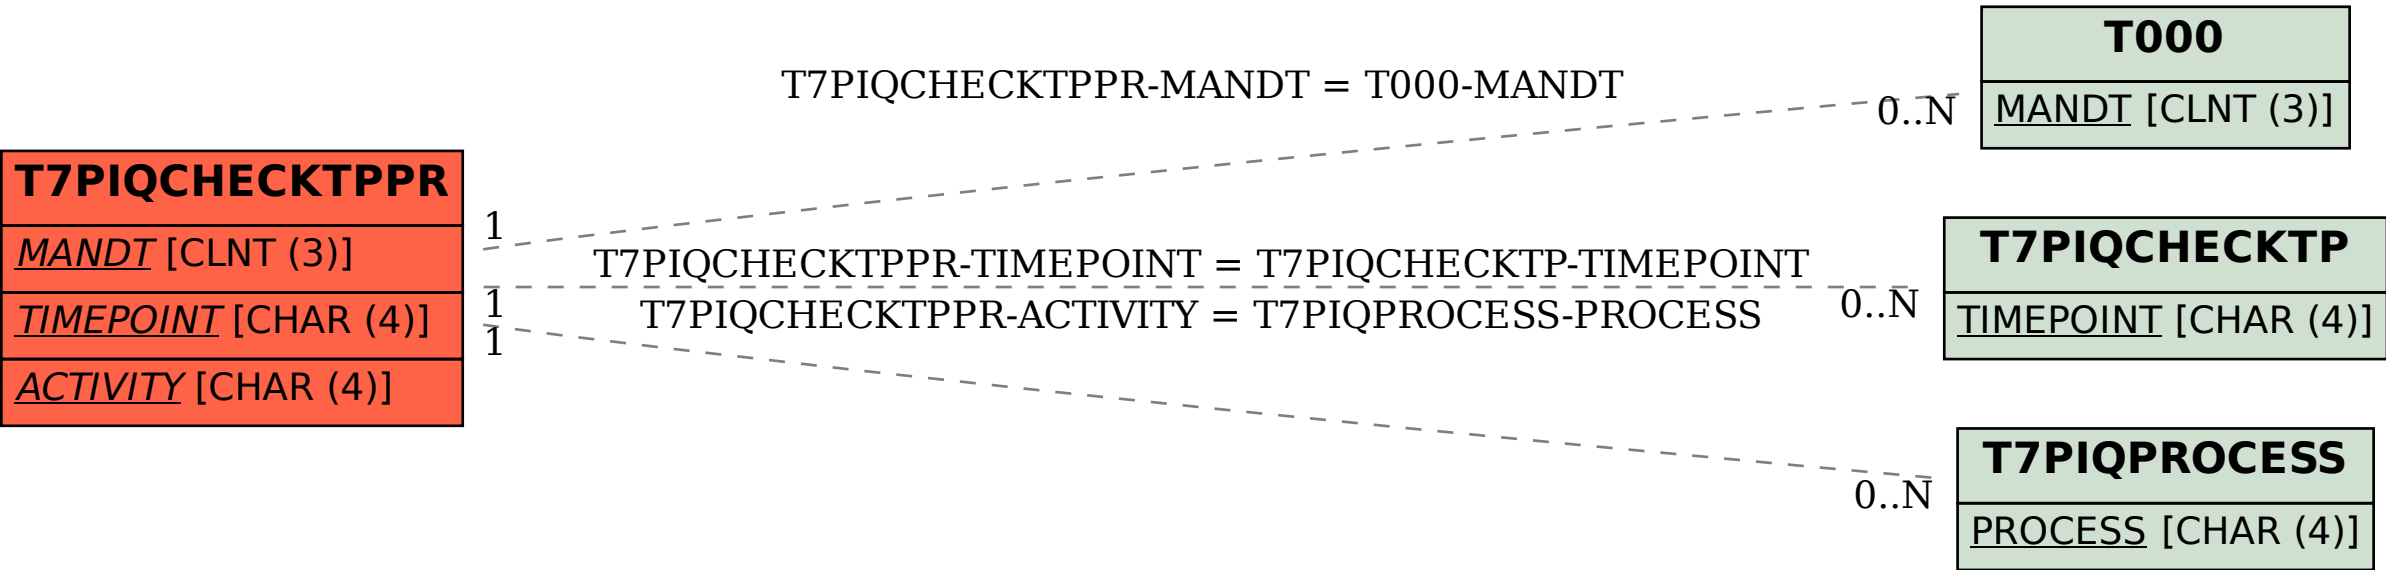 T7PIQCHECKTPPR
MANDT [CLNT (3)]
TIMEPOINT [CHAR (4)]
ACTIVITY [CHAR (4)]
T7PIQCHECKTPPR-MANDT = T000-MANDT
1
0..N
T7PIQCHECKTPPR-TIMEPOINT = T7PIQCHECKTP-TIMEPOINT
1
0..N
T7PIQCHECKTPPR-ACTIVITY = T7PIQPROCESS-PROCESS
1
0..N
T000
MANDT [CLNT (3)]
T7PIQCHECKTP
TIMEPOINT [CHAR (4)]
T7PIQPROCESS
PROCESS [CHAR (4)]